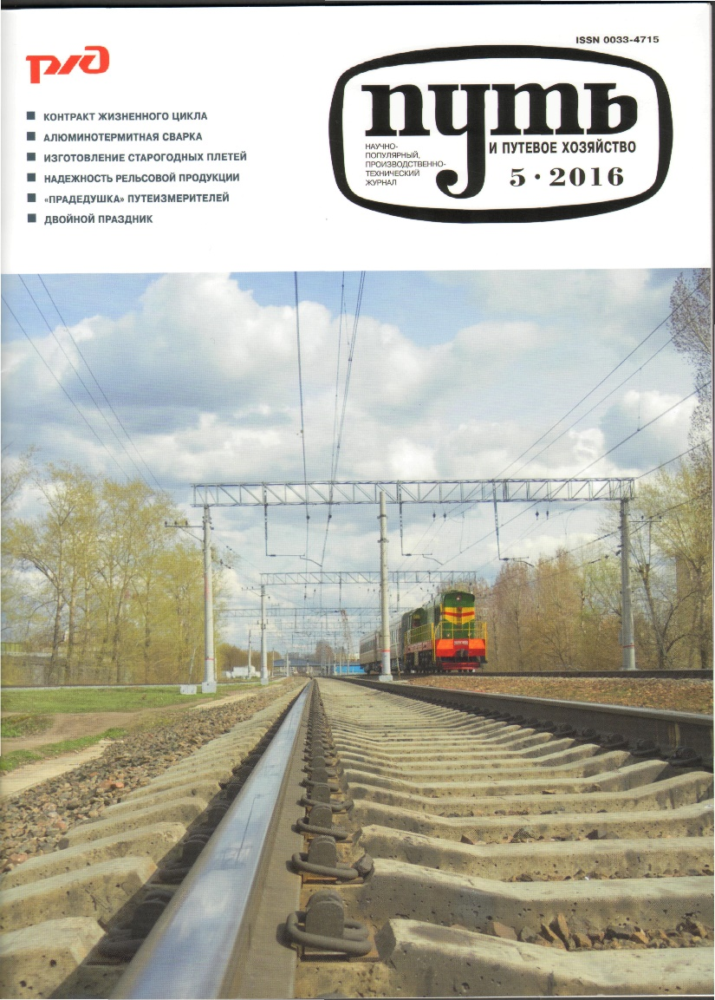 ISSN 0033-4715
ржд
КОНТРАКТ ЖИЗНЕННОГО ЦИКЛА
АЛЮМИНОТЕРМИТНАЯ СВАРКА
ИЗГОТОВЛЕНИЕ СТАРОГОДНЫХ ПЛЕТЕЙ
НАДЕЖНОСТЬ РЕЛЬСОВОЙ ПРОДУКЦИИ
«ПРАДЕДУШКА» ПУТЕИЗМЕРИТЕЛЕЙ
ДВОЙНОЙ ПРАЗДНИК
путь
И ПУТЕВОЕ ХОЗЯЙСТВО
НАУЧНО-
ПОПУЛЯРНЫЙ,
ПРОИЗВОДСТВЕННО-
ТЕХНИЧЕСКИЙ
ЖУРНАЛ
5 · 2016